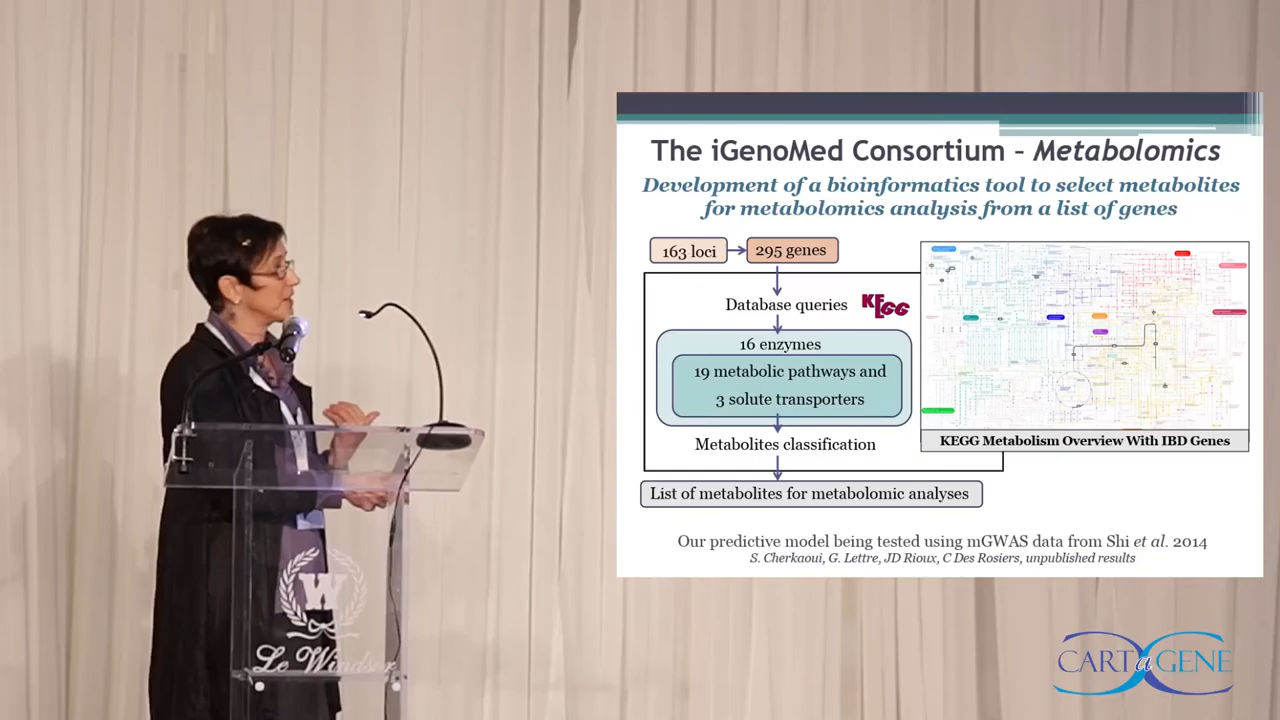 The iGenoMed Consortium – Metabolomics
Development of a bioinformatics tool to select metabolites
for metabolomics analysis from a list of genes
163 loci
295 genes
Database queries
KEGG
16 enzymes
19 metabolic pathways and
3 solute transporters
Metabolites classification
List of metabolites for metabolomic analyses
KEGG Metabolism Overview With IBD Genes
Our predictive model being tested using mGWAS data from Shi et al. 2014
S. Cherkaoui, G. Lettre, JD Rioux, C Des Rosiers, unpublished results
W
Le Windsor
CARTaGENE